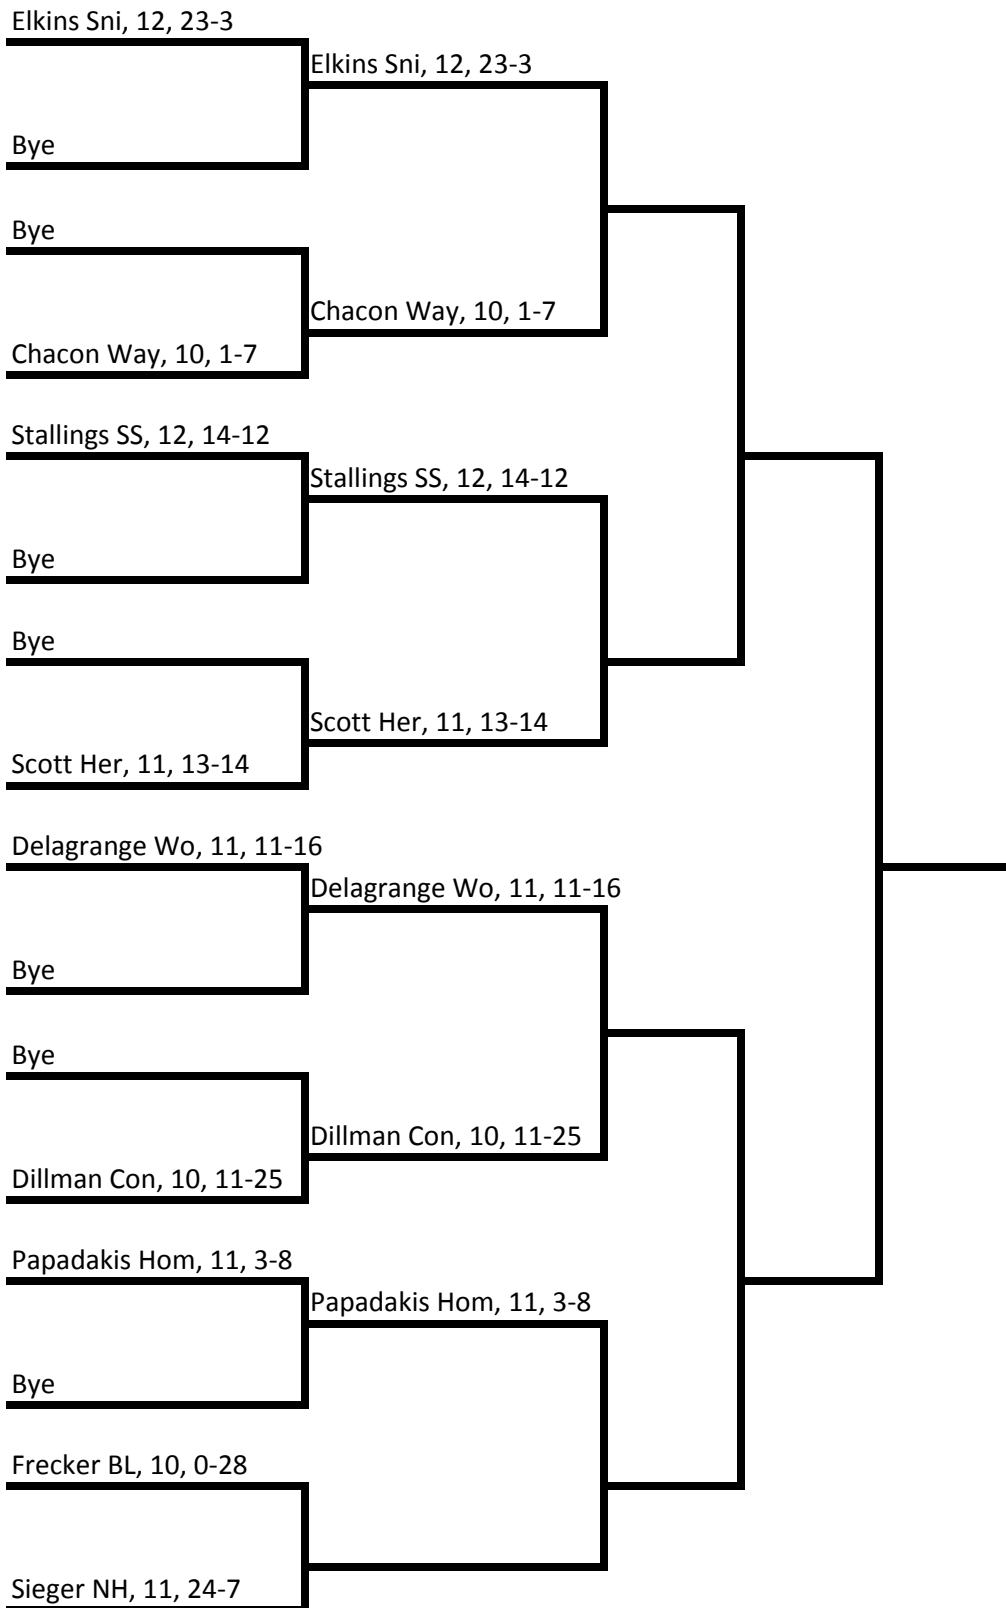 Elkins Sni, 12, 23-3
Elkins Sni, 12, 23-3
Bye
Bye
Chacon Way, 10, 1-7
Chacon Way, 10, 1-7
Stallings SS, 12, 14-12
Stallings SS, 12, 14-12
Bye
Bye
Scott Her, 11, 13-14
Scott Her, 11, 13-14
Delagrange Wo, 11, 11-16
Delagrange Wo, 11, 11-16
Bye
Bye
Dillman Con, 10, 11-25
Dillman Con, 10, 11-25
Papadakis Hom, 11, 3-8
Papadakis Hom, 11, 3-8
Bye
Frecker BL, 10, 0-28
Sieger NH, 11, 24-7